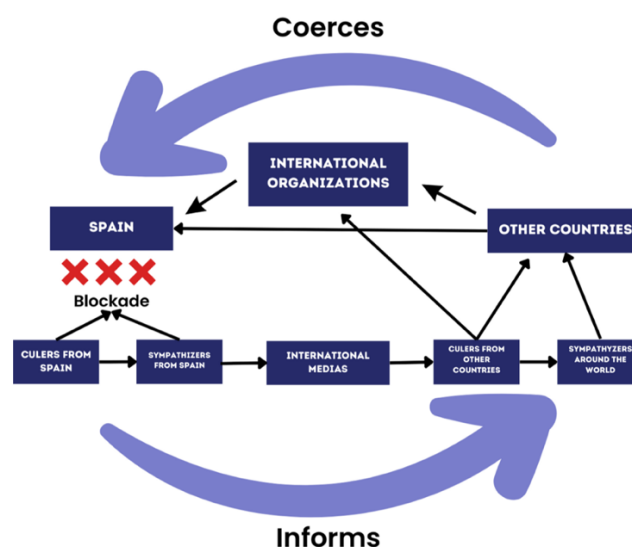 Coerces
INTERNATIONAL
ORGANIZATIONS
SPAIN
OTHER COUNTRIES
Blockade
CULERS FROM
SPAIN
SYMPATHIZERS
FROM SPAIN
INTERNATIONAL
MEDIAS
CULERS FROM
OTHER
COUNTRIES
SYMPATHYZERS
AROUND THE
WORLD
Informs